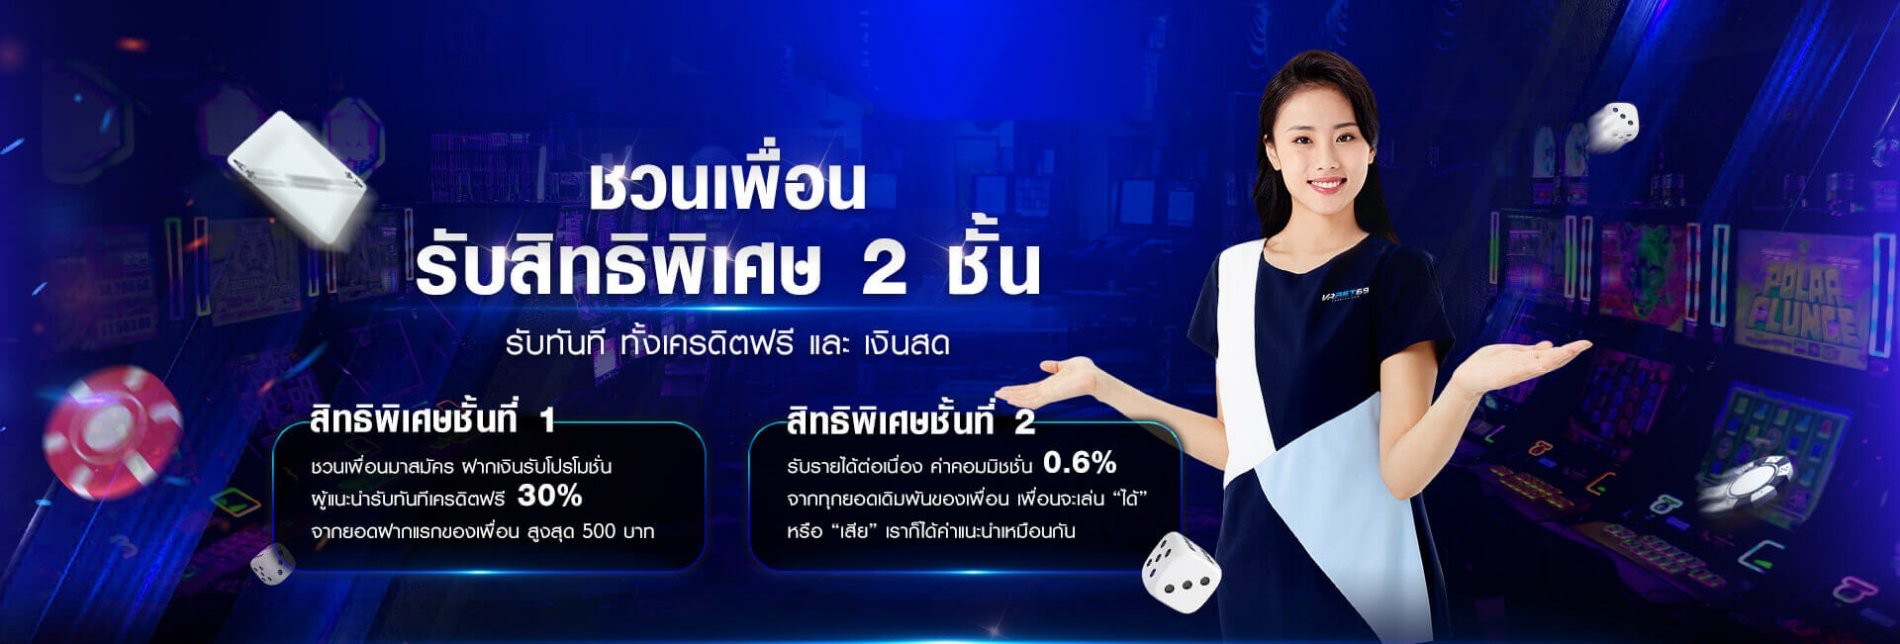 ชวนเพื่อน
รับสิทธิพิเศษ 2 ชั้น
รับทันที ทั้งเครดิตฟรี และ เงินสด
สิทธิพิเศษชั้นที่ 1
ชวนเพื่อนมาสมัคร ฝากเงินรับโปรโมชั่น
ผู้แนะนำรับทันทีเครดิตฟรี 30%
จากยอดฝากแรกของเพื่อน สูงสุด 500 บาท
สิทธิพิเศษชั้นที่ 2
รับรายได้ต่อเนื่อง ค่าคอมมิชชั่น 0.6%
จากทุกยอดเดิมพันของเพื่อน เพื่อนจะเล่น “ได้”
หรือ “เสีย” เราก็ได้ค่าแนะนำเหมือนกัน
POLAR
PLUNGE